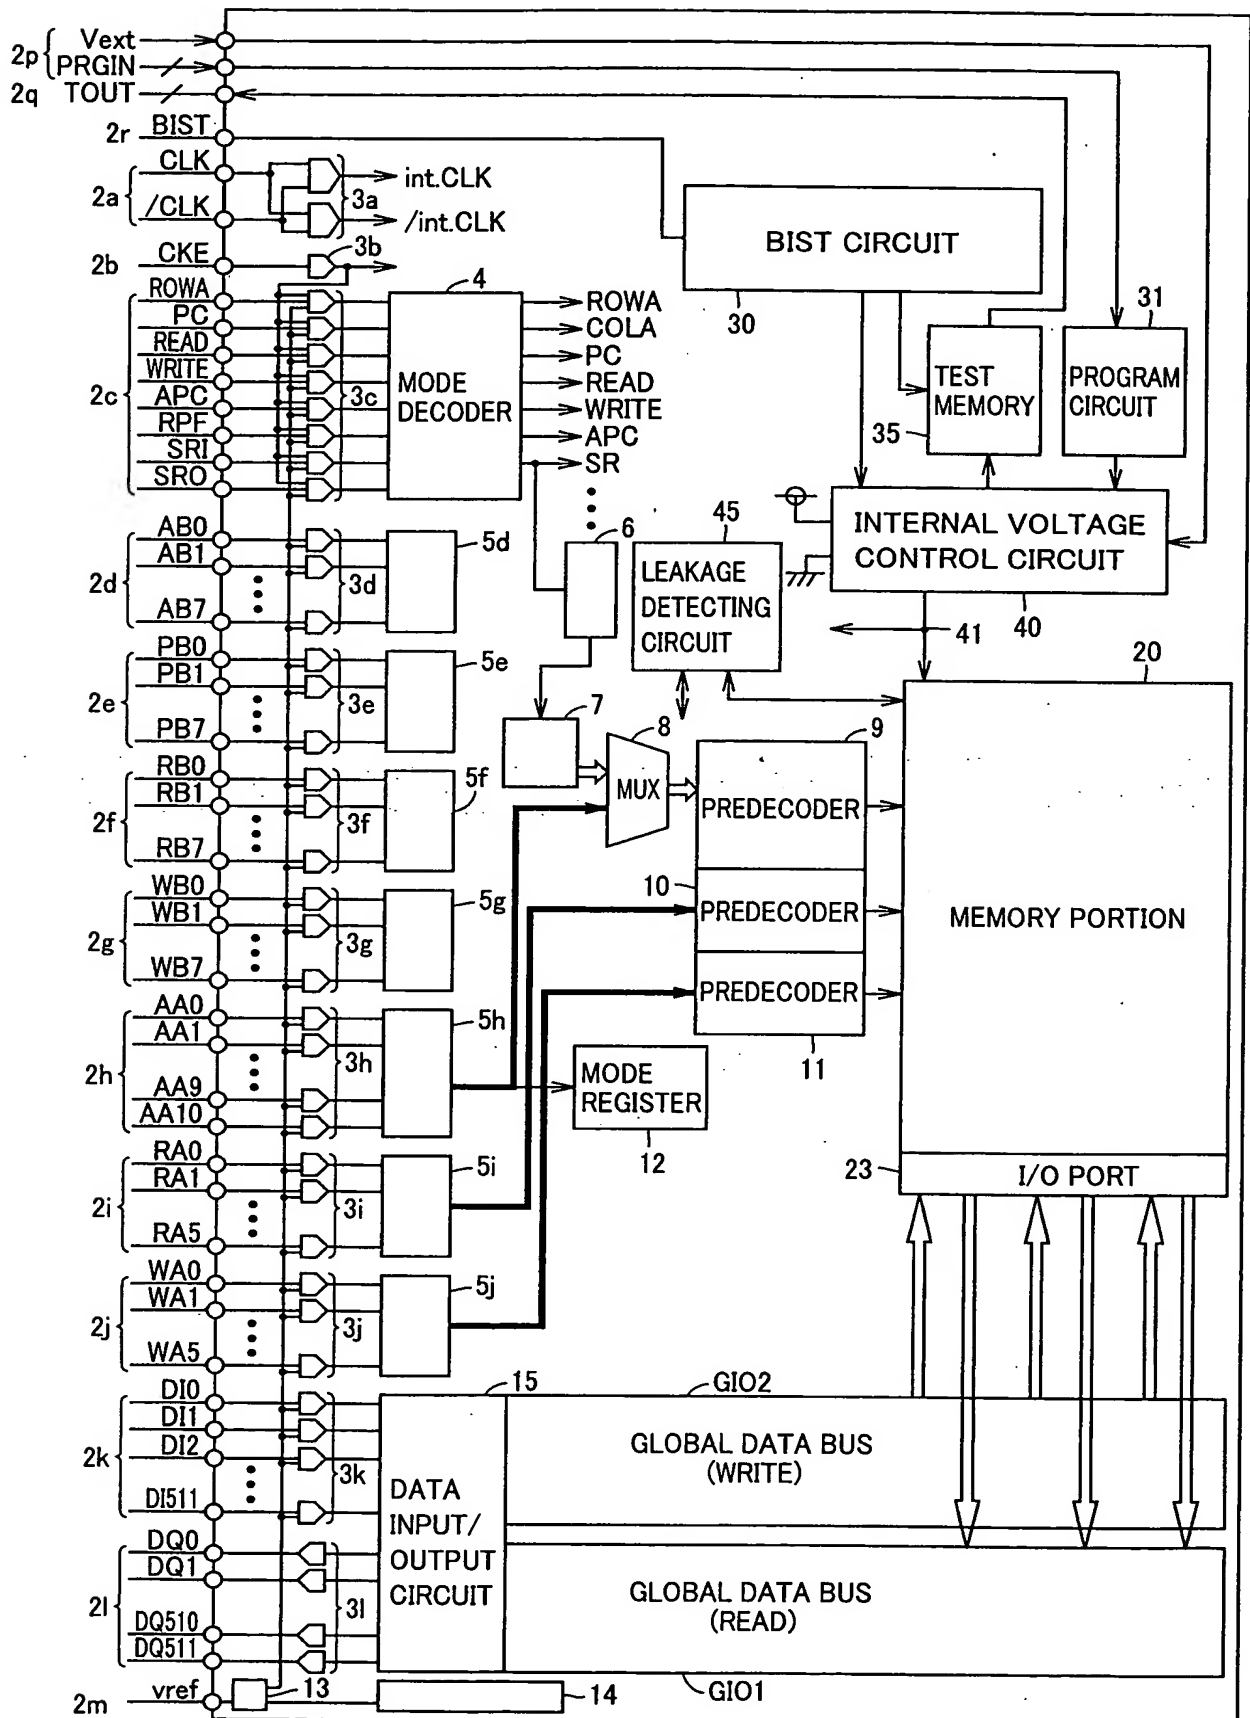 2p Vext
PRGIN
2q TOUT
2r BIST
2a CLK
/CLK
3a
int.CLK
/int.CLK
2b CKE
3b
2c
ROWA
PC
READ
WRITE
APC
RPF
SRI
SRO
3c
4
MODE
DECODER
ROWA
COLA
PC
READ
WRITE
APC
SR
BIST CIRCUIT
30
31
TEST
MEMORY
35
PROGRAM
CIRCUIT
INTERNAL VOLTAGE
CONTROL CIRCUIT
40
41
45
LEAKAGE
DETECTING
CIRCUIT
6
7
8
MUX
9
PREDECODER
10
PREDECODER
PREDECODER
11
20
MEMORY PORTION
23
I/O PORT
2d
AB0
AB1
AB7
3d
5d
2e
PB0
PB1
PB7
3e
5e
2f
RB0
RB1
RB7
3f
5f
2g
WB0
WB1
WB7
3g
5g
2h
AA0
AA1
AA9
AA10
3h
5h
MODE
REGISTER
12
2i
RA0
RA1
RA5
3i
5i
2j
WA0
WA1
WA5
3j
5j
2k
DI0
DI1
DI2
DI511
3k
15
DATA
INPUT/
OUTPUT
CIRCUIT
GIO2
GLOBAL DATA BUS
(WRITE)
2l
DQ0
DQ1
DQ510
DQ511
3l
GLOBAL DATA BUS
(READ)
GIO1
2m vref
13
14